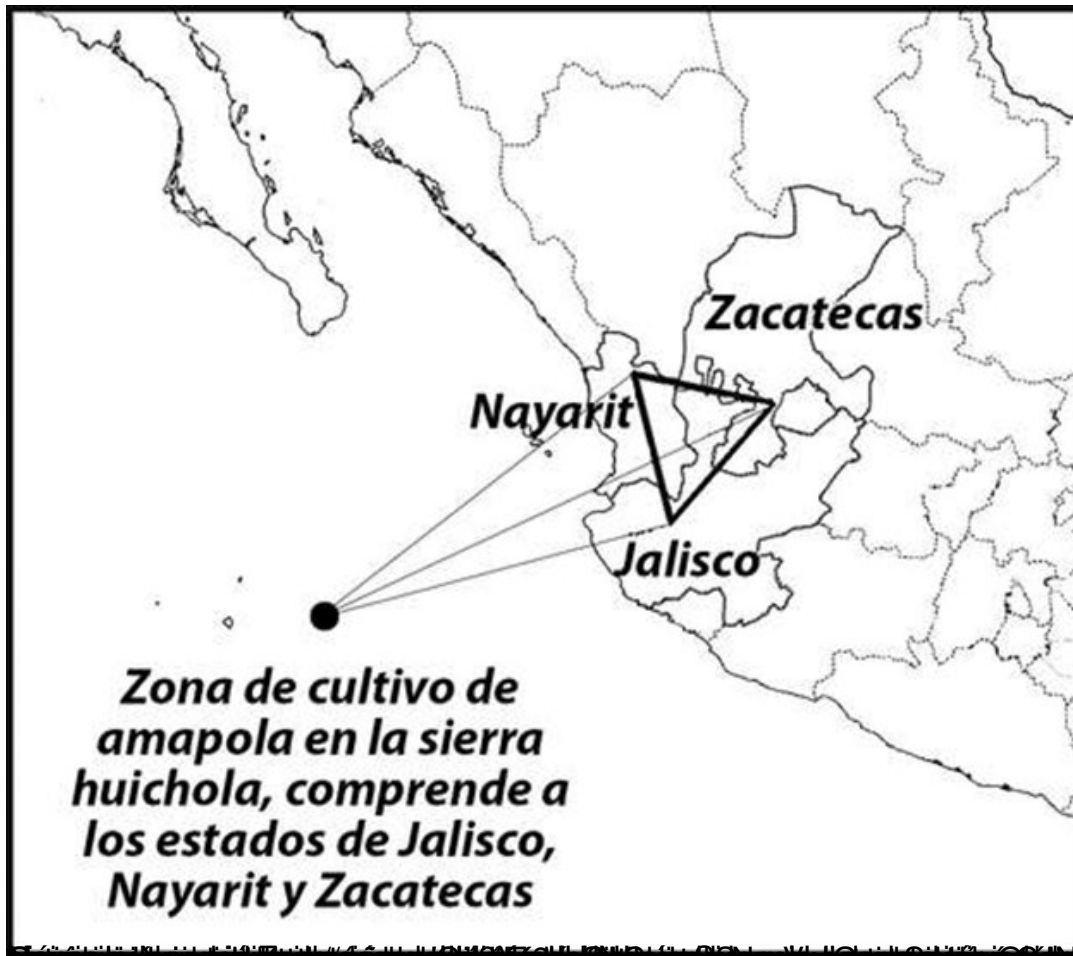 Zacatecas
Nayarit
Jalisco
Zona de cultivo de
amapola en la sierra
huichola, comprende a
los estados de Jalisco,
Nayarit y Zacatecas